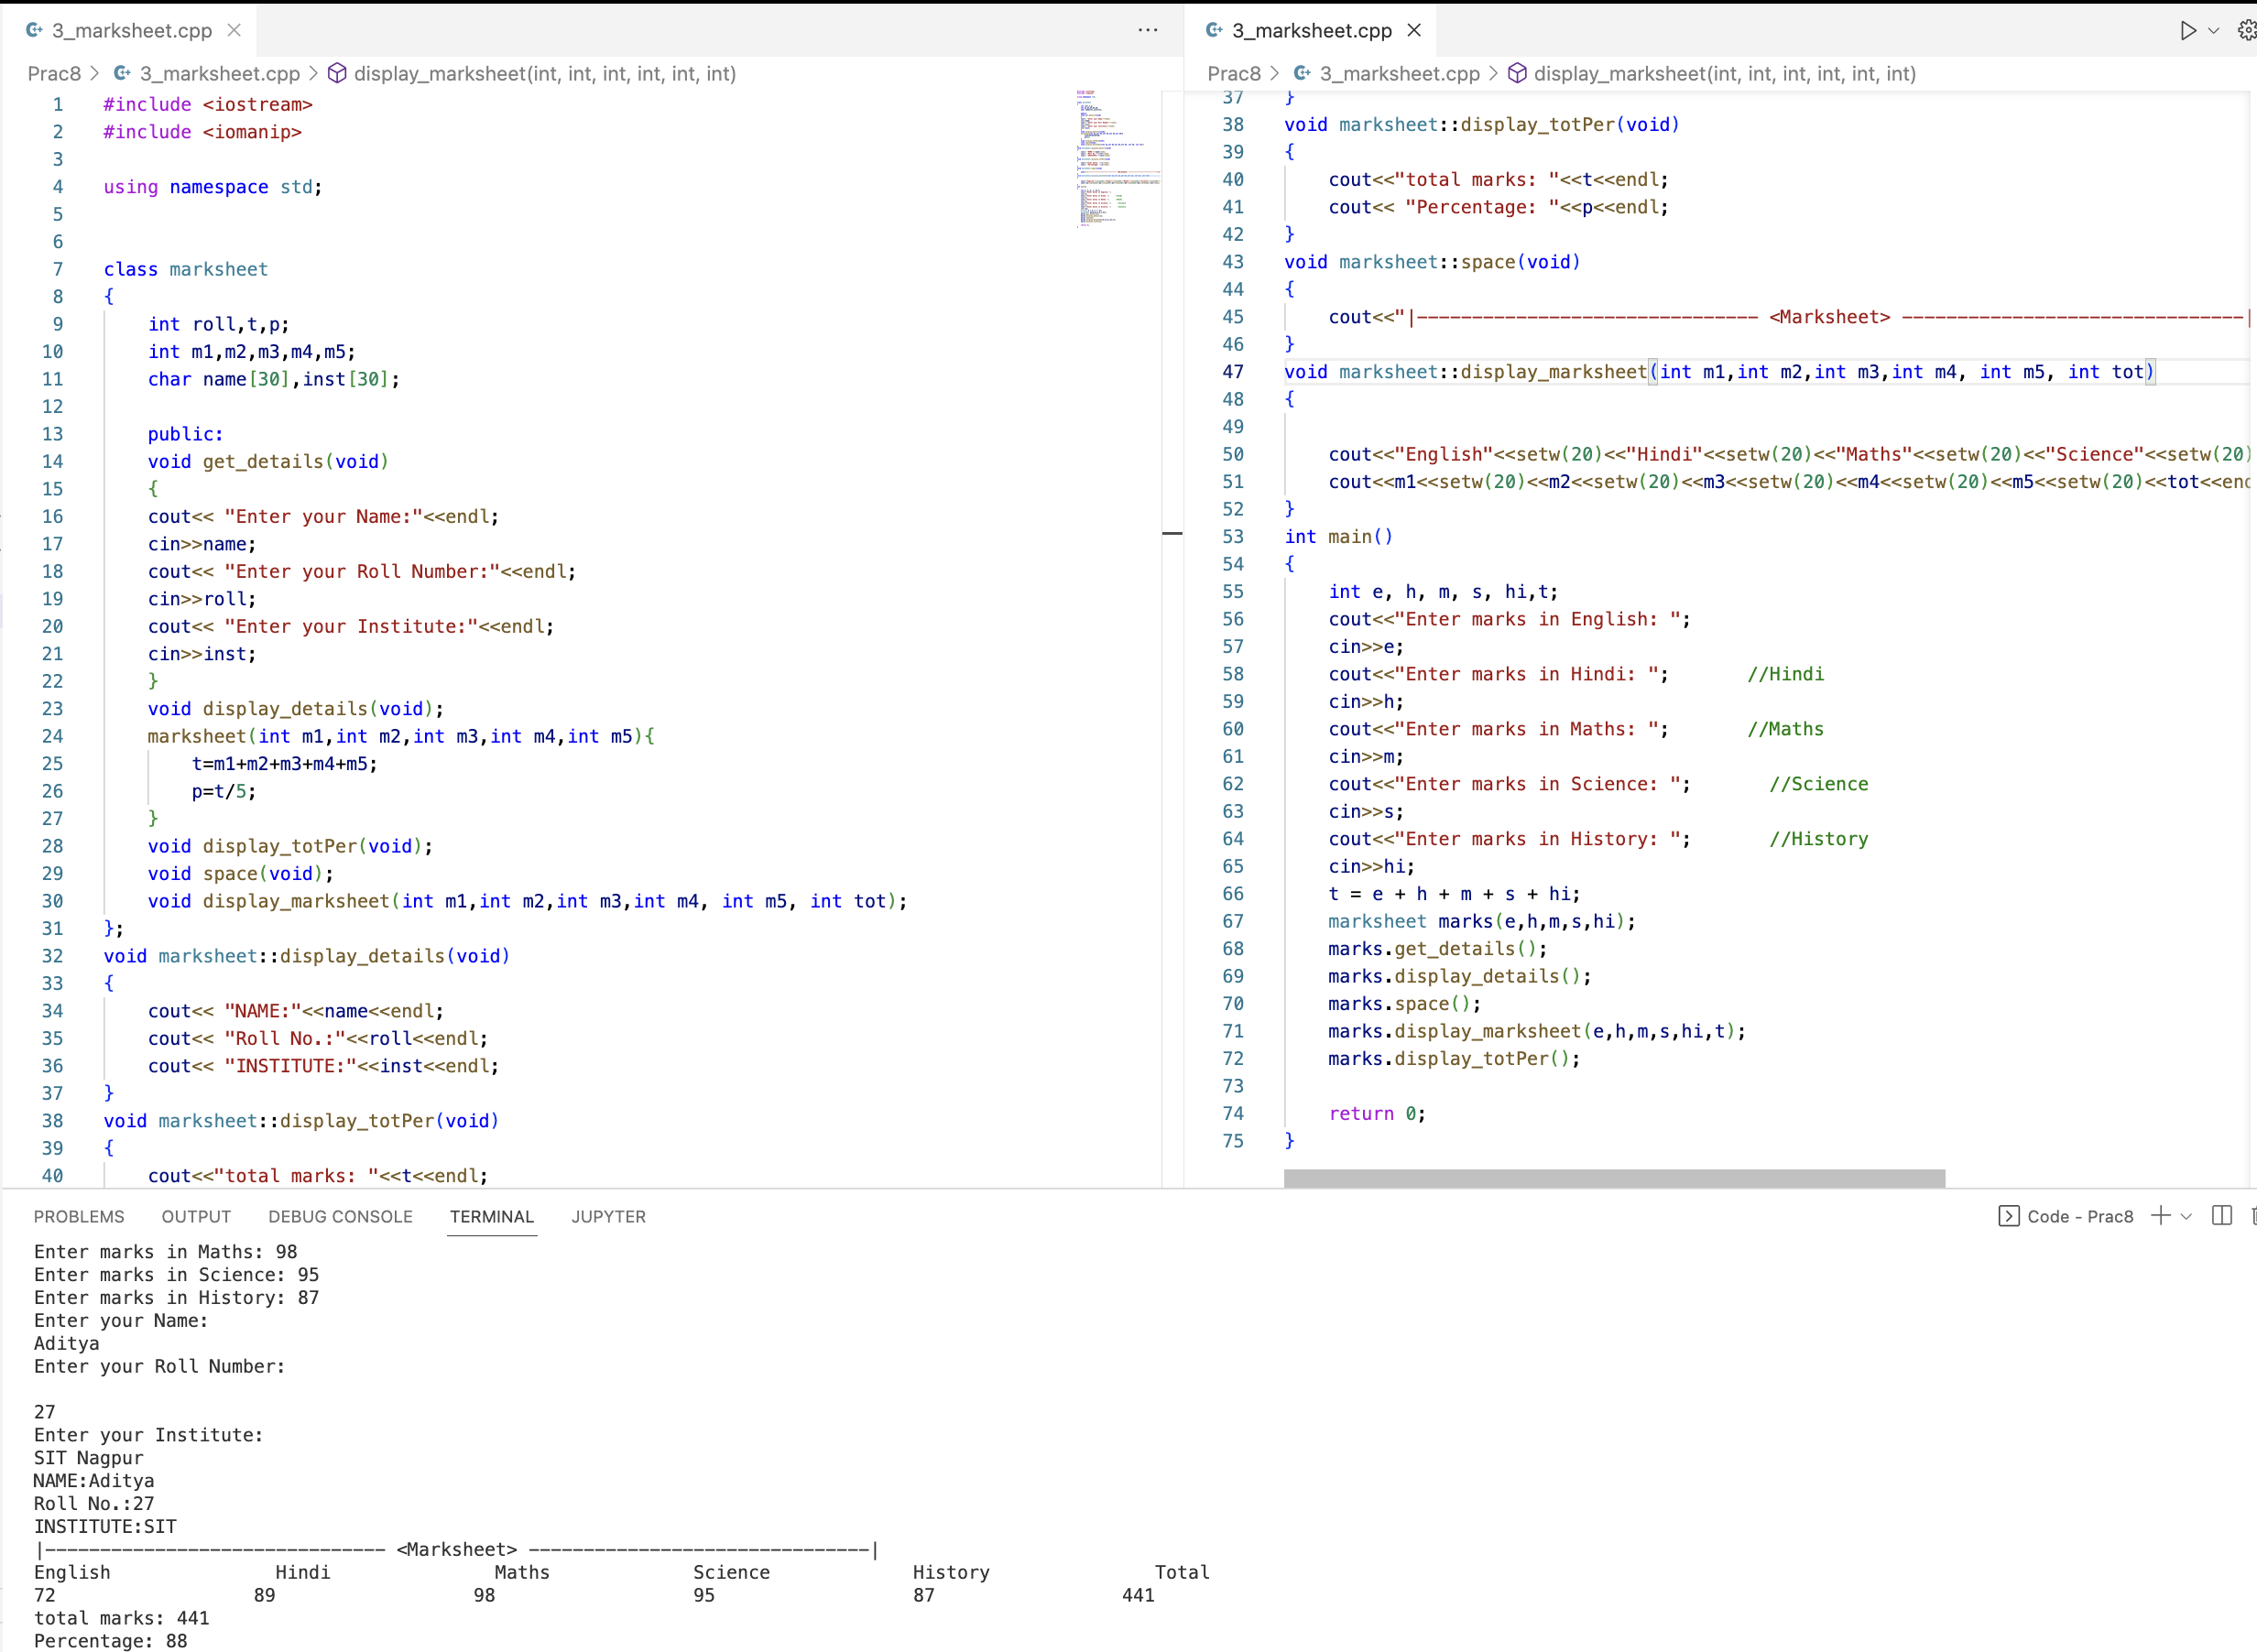 3_marksheet.cpp
Prac8 > 3_marksheet.cpp > display_marksheet(int, int, int, int, int, int)
1 #include <iostream>
2 #include <iomanip>
3
4 using namespace std;
5
6
7 class marksheet
8 {
9     int roll,t,p;
10     int m1,m2,m3,m4,m5;
11     char name[30],inst[30];
12
13     public:
14     void get_details(void)
15     {
16     cout<< "Enter your Name:"<<endl;
17     cin>>name;
18     cout<< "Enter your Roll Number:"<<endl;
19     cin>>roll;
20     cout<< "Enter your Institute:"<<endl;
21     cin>>inst;
22     }
23     void display_details(void);
24     marksheet(int m1,int m2,int m3,int m4,int m5){
25         t=m1+m2+m3+m4+m5;
26         p=t/5;
27     }
28     void display_totPer(void);
29     void space(void);
30     void display_marksheet(int m1,int m2,int m3,int m4, int m5, int tot);
31 };
32 void marksheet::display_details(void)
33 {
34     cout<< "NAME:"<<name<<endl;
35     cout<< "Roll No.:"<<roll<<endl;
36     cout<< "INSTITUTE:"<<inst<<endl;
37 }
38 void marksheet::display_totPer(void)
39 {
40     cout<<"total marks: "<<t<<endl;
3_marksheet.cpp
Prac8 > 3_marksheet.cpp > display_marksheet(int, int, int, int, int, int)
37 }
38 void marksheet::display_totPer(void)
39 {
40     cout<<"total marks: "<<t<<endl;
41     cout<< "Percentage: "<<p<<endl;
42 }
43 void marksheet::space(void)
44 {
45     cout<<"|------------------------------- <Marksheet> -------------------------------|
46 }
47 void marksheet::display_marksheet(int m1,int m2,int m3,int m4, int m5, int tot)
48 {
49
50     cout<<"English"<<setw(20)<<"Hindi"<<setw(20)<<"Maths"<<setw(20)<<"Science"<<setw(20)
51     cout<<m1<<setw(20)<<m2<<setw(20)<<m3<<setw(20)<<m4<<setw(20)<<m5<<setw(20)<<tot<<end
52 }
53 int main()
54 {
55     int e, h, m, s, hi,t;
56     cout<<"Enter marks in English: ";
57     cin>>e;
58     cout<<"Enter marks in Hindi: ";       //Hindi
59     cin>>h;
60     cout<<"Enter marks in Maths: ";       //Maths
61     cin>>m;
62     cout<<"Enter marks in Science: ";       //Science
63     cin>>s;
64     cout<<"Enter marks in History: ";       //History
65     cin>>hi;
66     t = e + h + m + s + hi;
67     marksheet marks(e,h,m,s,hi);
68     marks.get_details();
69     marks.display_details();
70     marks.space();
71     marks.display_marksheet(e,h,m,s,hi,t);
72     marks.display_totPer();
73
74     return 0;
75 }
PROBLEMS OUTPUT DEBUG CONSOLE TERMINAL JUPYTER
Code - Prac8
Enter marks in Maths: 98
Enter marks in Science: 95
Enter marks in History: 87
Enter your Name:
Aditya
Enter your Roll Number:

27
Enter your Institute:
SIT Nagpur
NAME:Aditya
Roll No.:27
INSTITUTE:SIT
|------------------------------- <Marksheet> -------------------------------|
English               Hindi               Maths             Science             History               Total
72                  89                  98                  95                  87                 441
total marks: 441
Percentage: 88